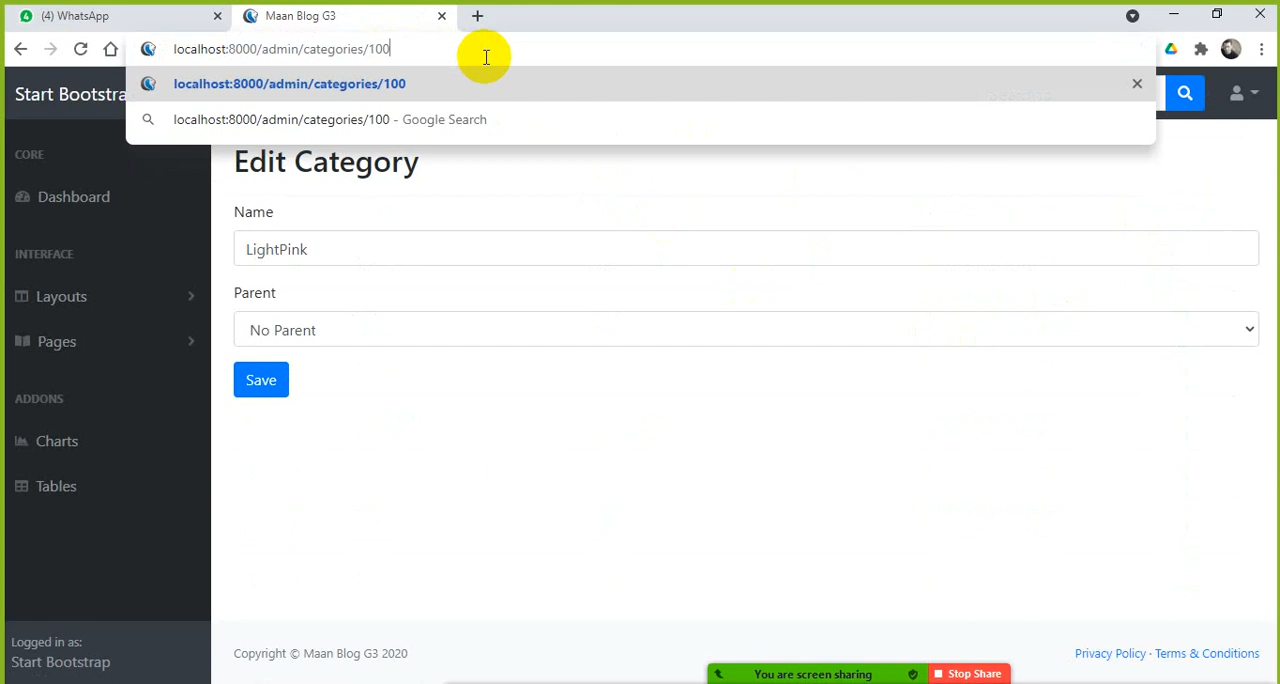 4 (4) WhatsApp
Maan Blog G3
localhost:8000/admin/categories/100
localhost:8000/admin/categories/100
localhost:8000/admin/categories/100 - Google Search
Start Bootstra
CORE
Dashboard
INTERFACE
Layouts
Pages
ADDONS
Charts
Tables
Logged in as:
Start Bootstrap
Edit Category
Name
LightPink
Parent
No Parent
Save
Copyright © Maan Blog G3 2020
Privacy Policy · Terms & Conditions
You are screen sharing
Stop Share